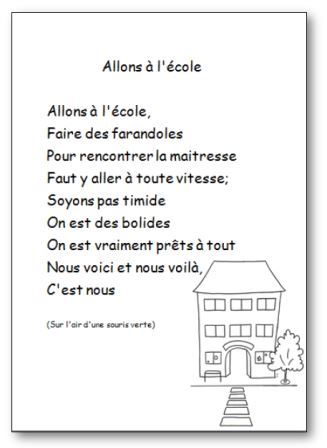 Allons à l'école
Allons à l'école,
Faire des farandoles
Pour rencontrer la maitresse
Faut y aller à toute vitesse;
Soyons pas timide
On est des bolides
On est vraiment prêts à tout
Nous voici et nous voilà,
C'est nous
(Sur l'air d'une souris verte)